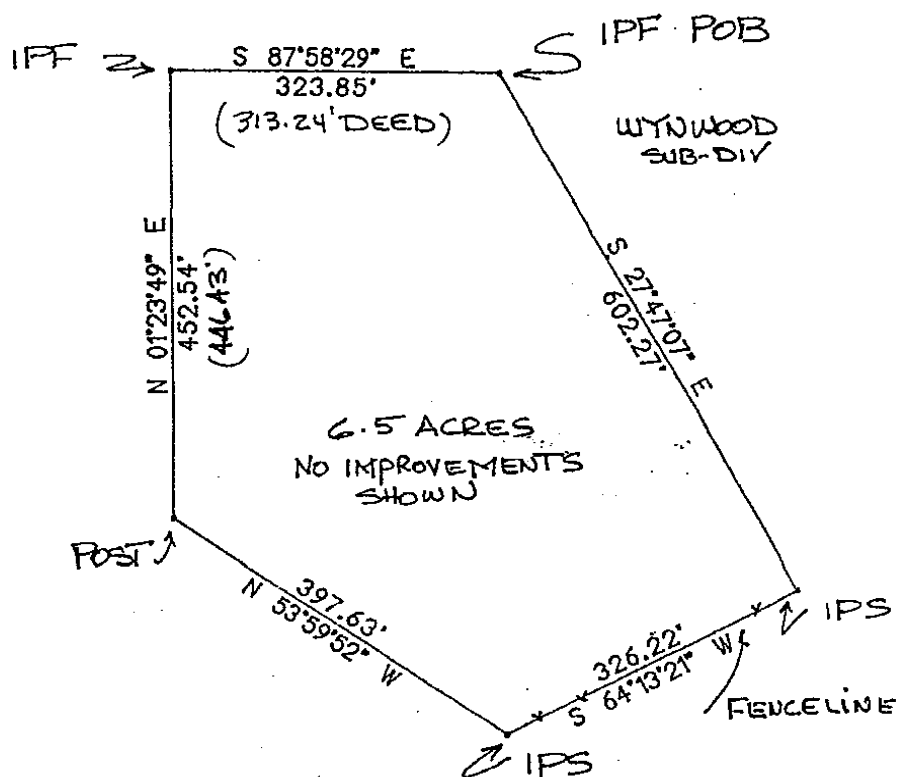 IPF
S 87°58'29" E
323.85'
(313.24' DEED)
IPF POB
WYNWOOD
SUB-DIV
N 01°23'49" E
452.54'
(446.43')
S 27°47'07" E
602.27'
6.5 ACRES
NO IMPROVEMENTS
SHOWN
POST
397.63'
N 53°59'52" W
326.22'
S 64°13'21" W
IPS
FENCELINE
IPS